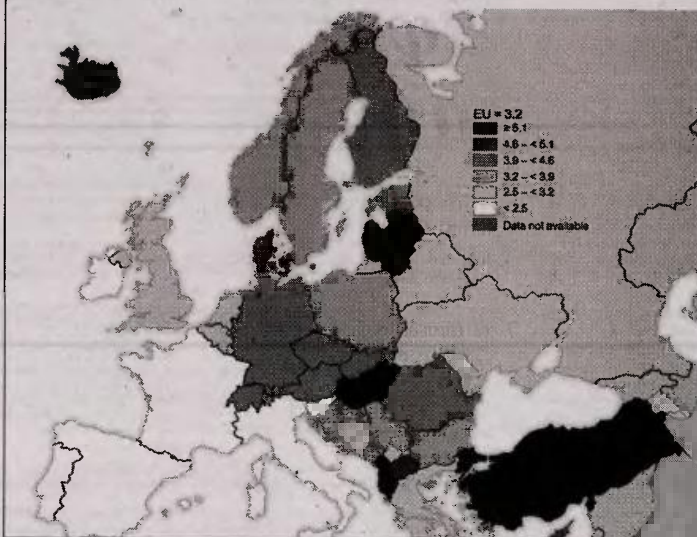 EU = 3.2
≥ 5.1
4.6 – < 5.1
3.9 – < 4.6
3.2 – < 3.9
2.5 – < 3.2
< 2.5
Data not available